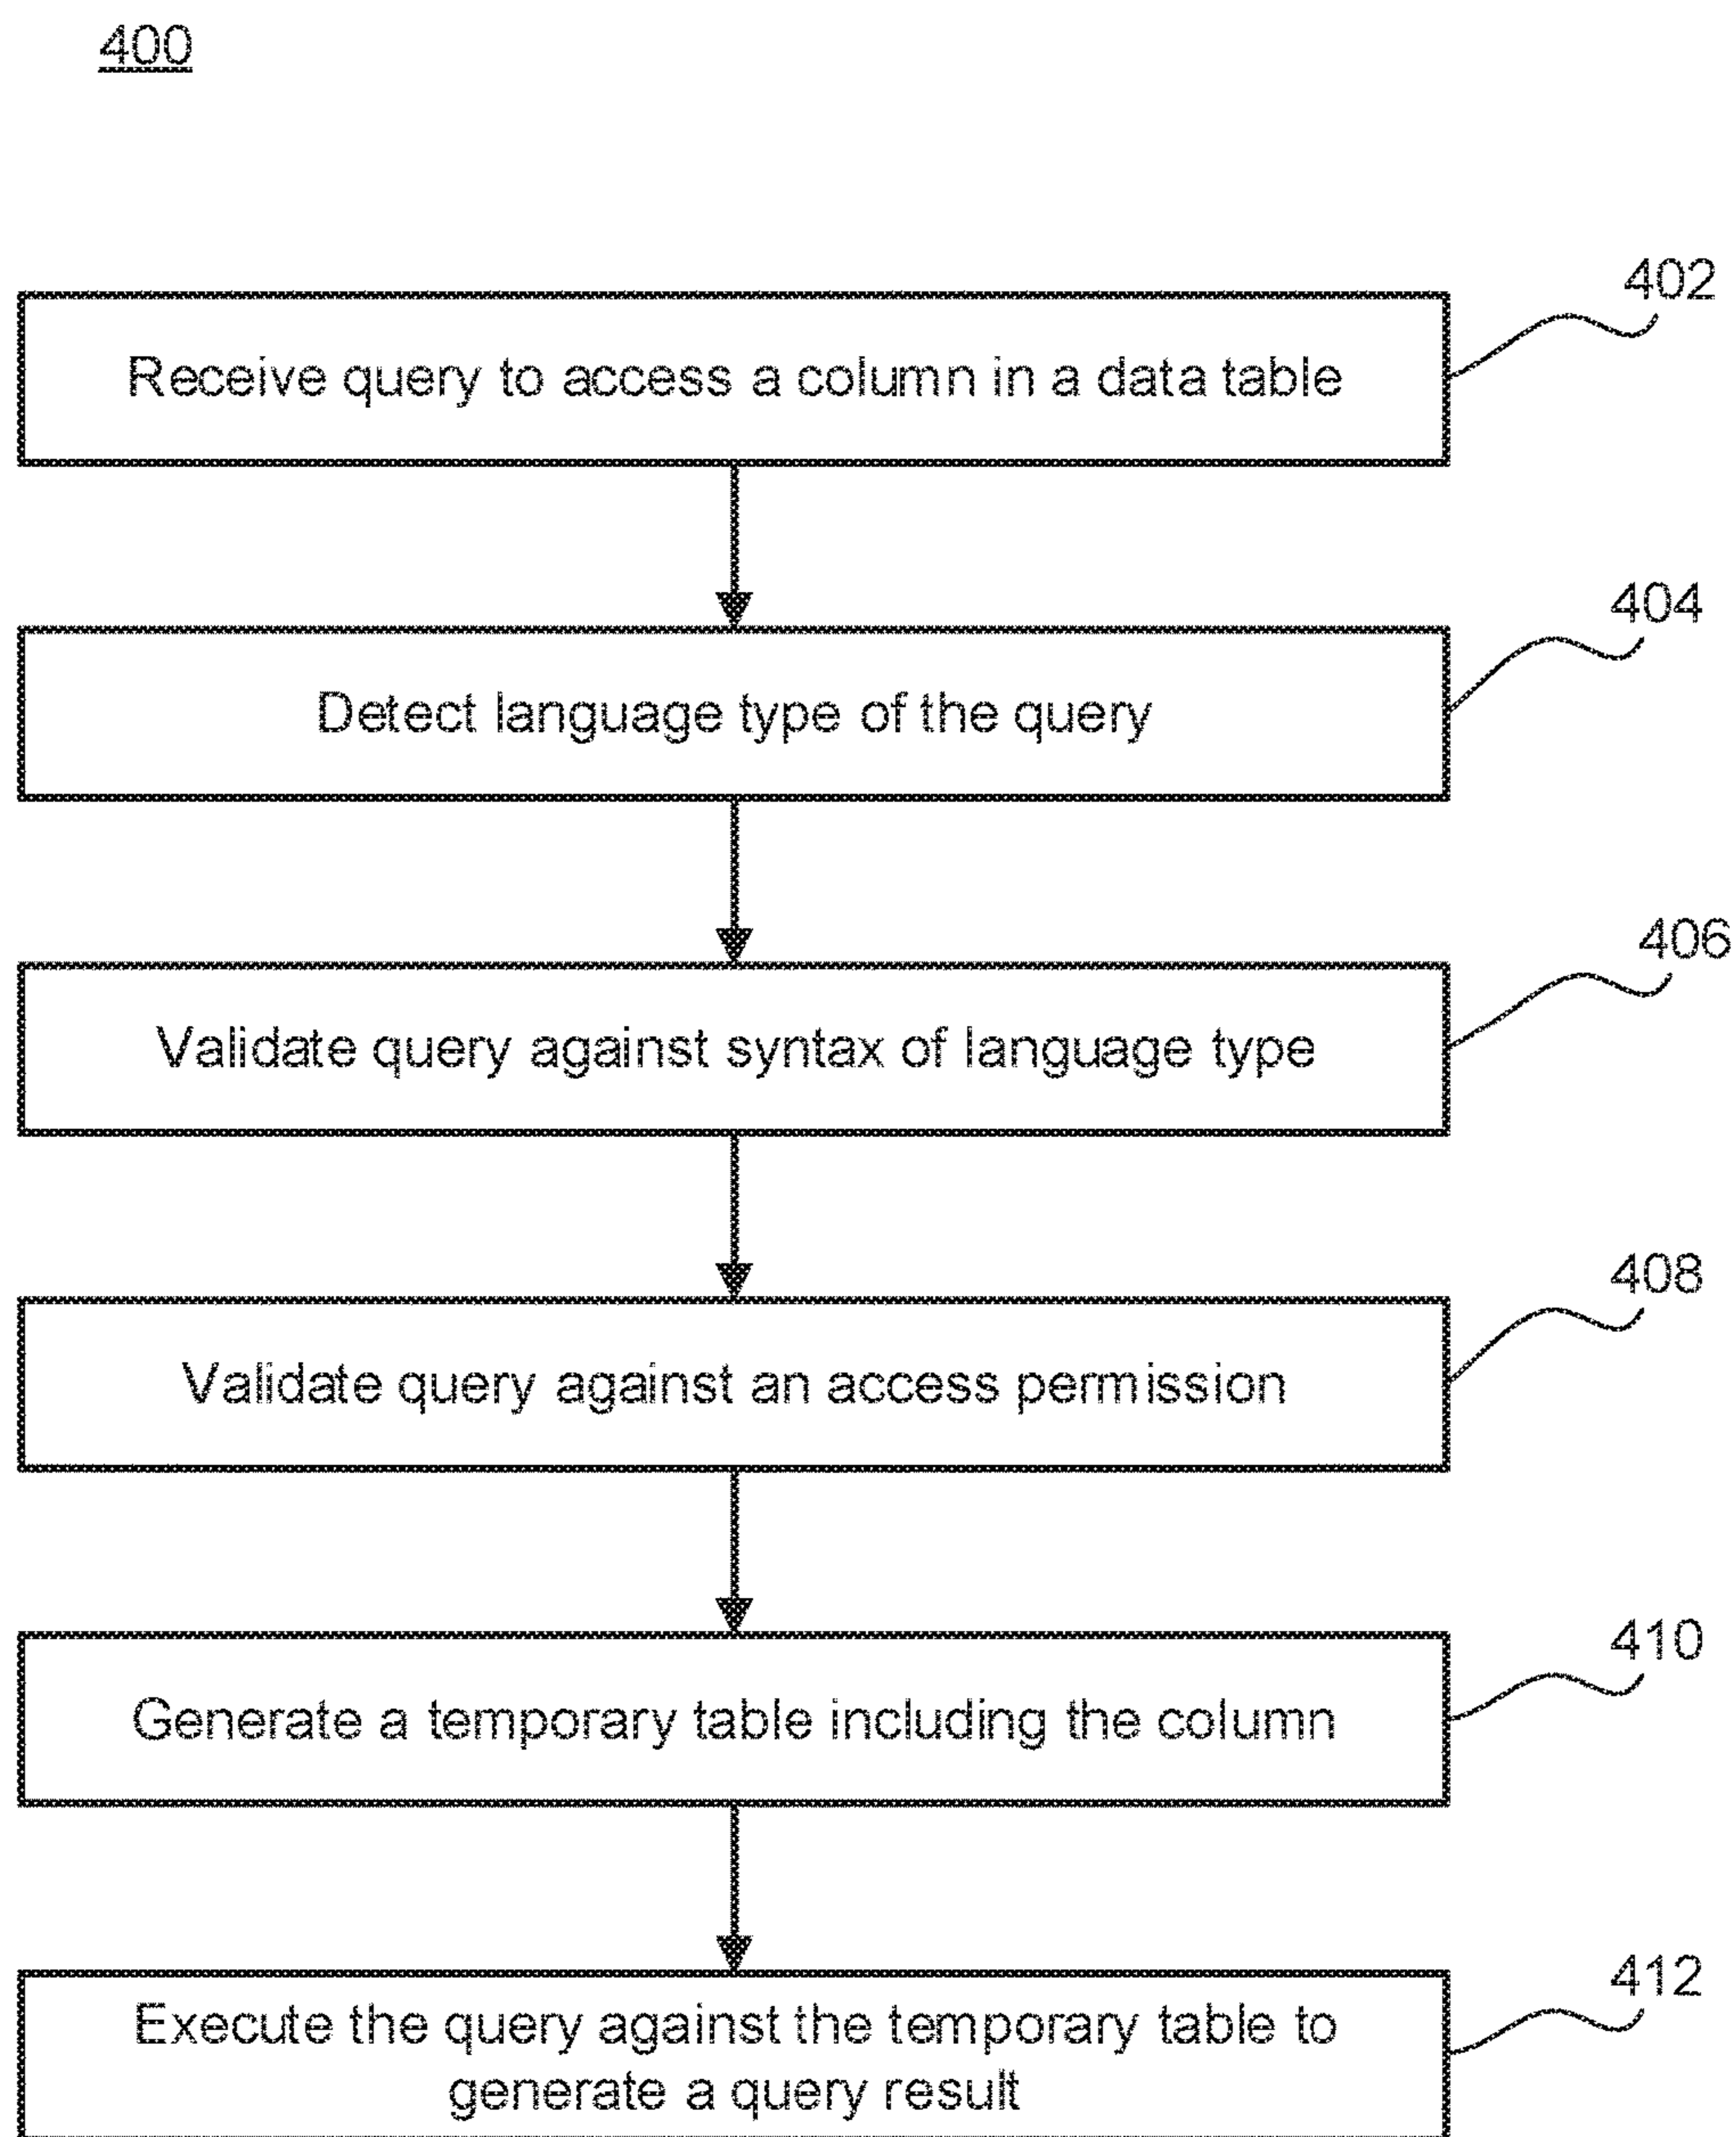 400
402
Receive query to access a column in a data table
404
Detect language type of the query
406
Validate query against syntax of language type
408
Validate query against an access permission
410
Generate a temporary table including the column
412
Execute the query against the temporary table to
generate a query result